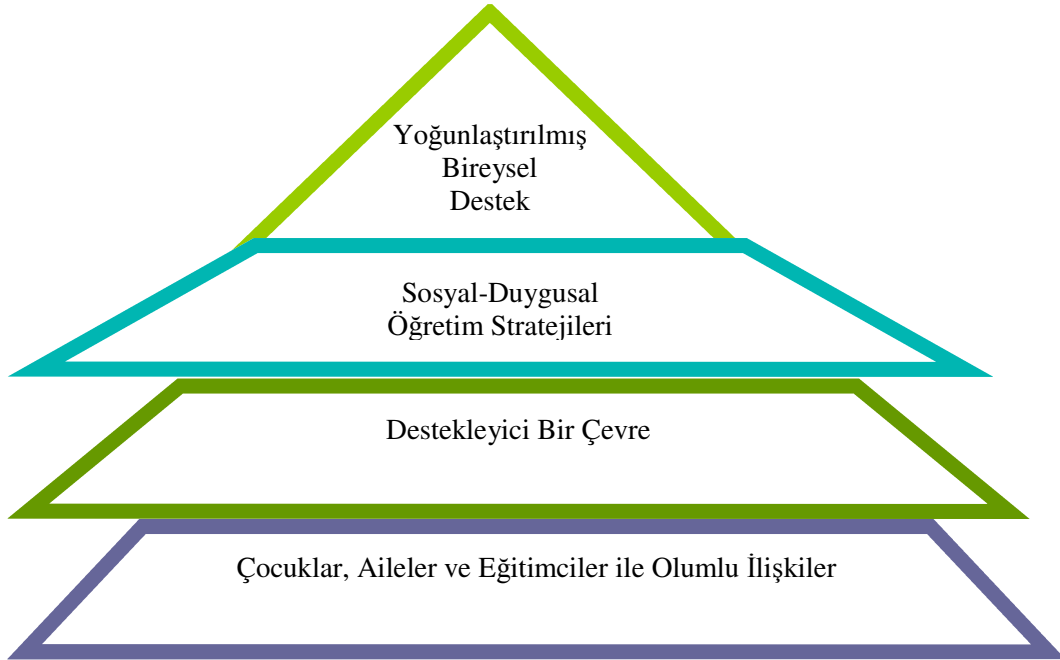 Yoğunlaştırılmış
Bireysel
Destek
Sosyal-Duygusal
Öğretim Stratejileri
Destekleyici Bir Çevre
Çocuklar, Aileler ve Eğitimciler ile Olumlu İlişkiler